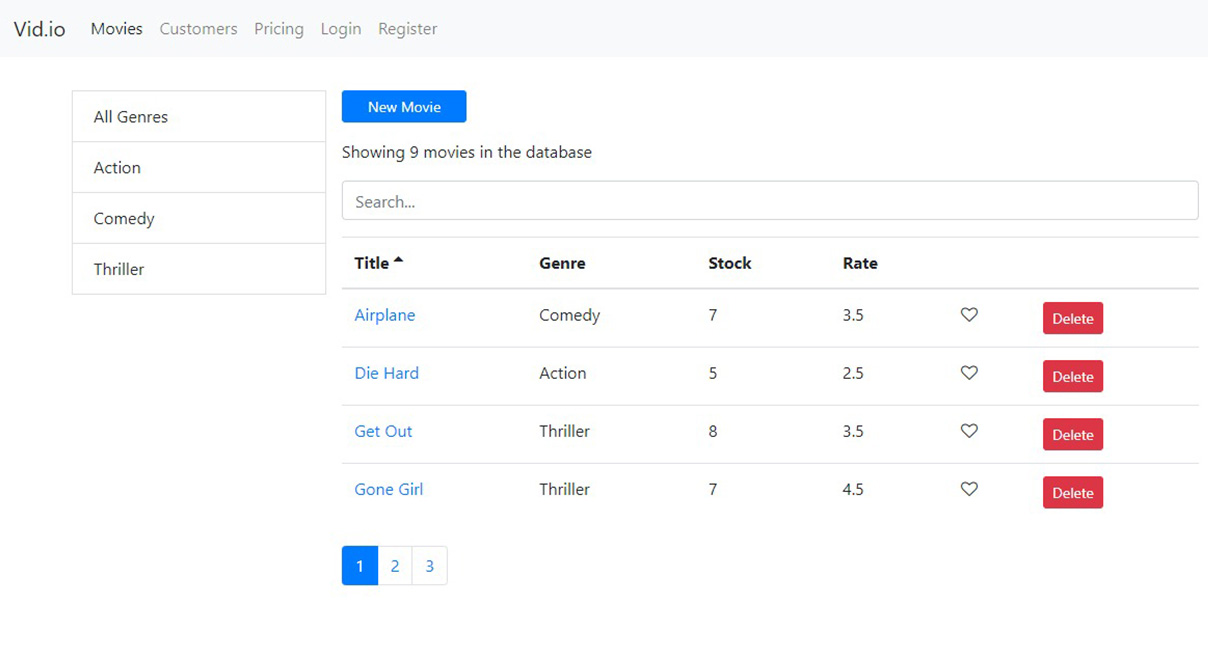 Vid.io Movies Customers Pricing Login Register
All Genres
Action
Comedy
Thriller
New Movie
Showing 9 movies in the database
Search...
Title Genre Stock Rate
Airplane Comedy 7 3.5 Delete
Die Hard Action 5 2.5 Delete
Get Out Thriller 8 3.5 Delete
Gone Girl Thriller 7 4.5 Delete
1 2 3